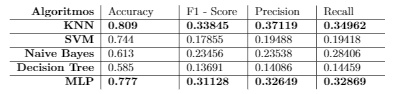 Algoritmos Accuracy F1 - Score Precision Recall
KNN 0.809 0.33845 0.37119 0.34962
SVM 0.744 0.17855 0.19488 0.19418
Naive Bayes 0.613 0.23456 0.23538 0.28406
Decision Tree 0.585 0.13691 0.14086 0.14459
MLP 0.777 0.31128 0.32649 0.32869